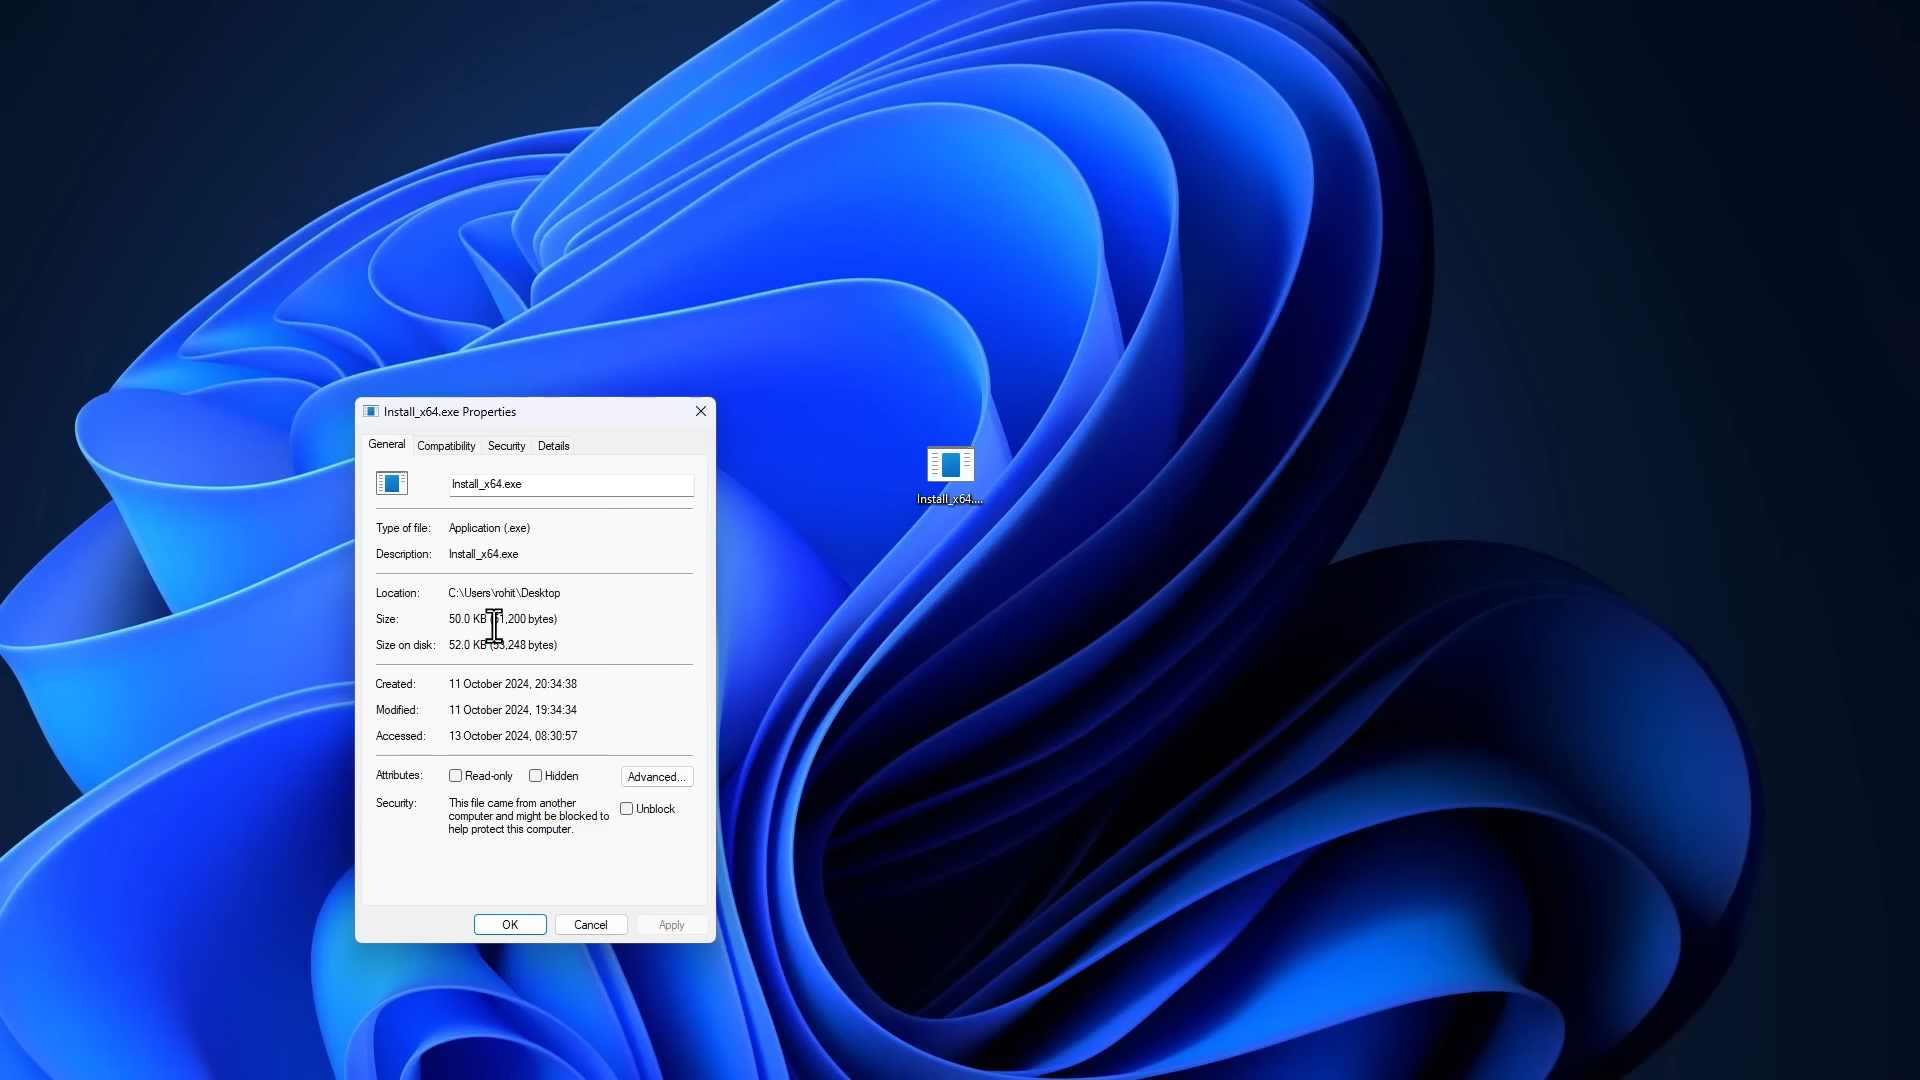 Install_x64.exe Properties
General Compatibility Security Details
Install_x64.exe
Type of file: Application (.exe)
Description: Install_x64.exe
Location: C:\Users\rohit\Desktop
Size: 50.0 KB (51,200 bytes)
Size on disk: 52.0 KB (53,248 bytes)
Created: 11 October 2024, 20:34:38
Modified: 11 October 2024, 19:34:34
Accessed: 13 October 2024, 08:30:57
Attributes: Read-only Hidden Advanced...
Security: This file came from another
computer and might be blocked to
help protect this computer.
Unblock
OK Cancel Apply
Install_x64....